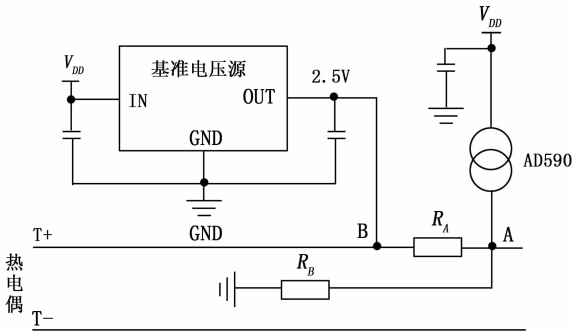 V_DD
V_DD
基准电压源
2.5V
IN
OUT
GND
AD590
GND
T+
B
R_A
A
R_B
热电偶
T−